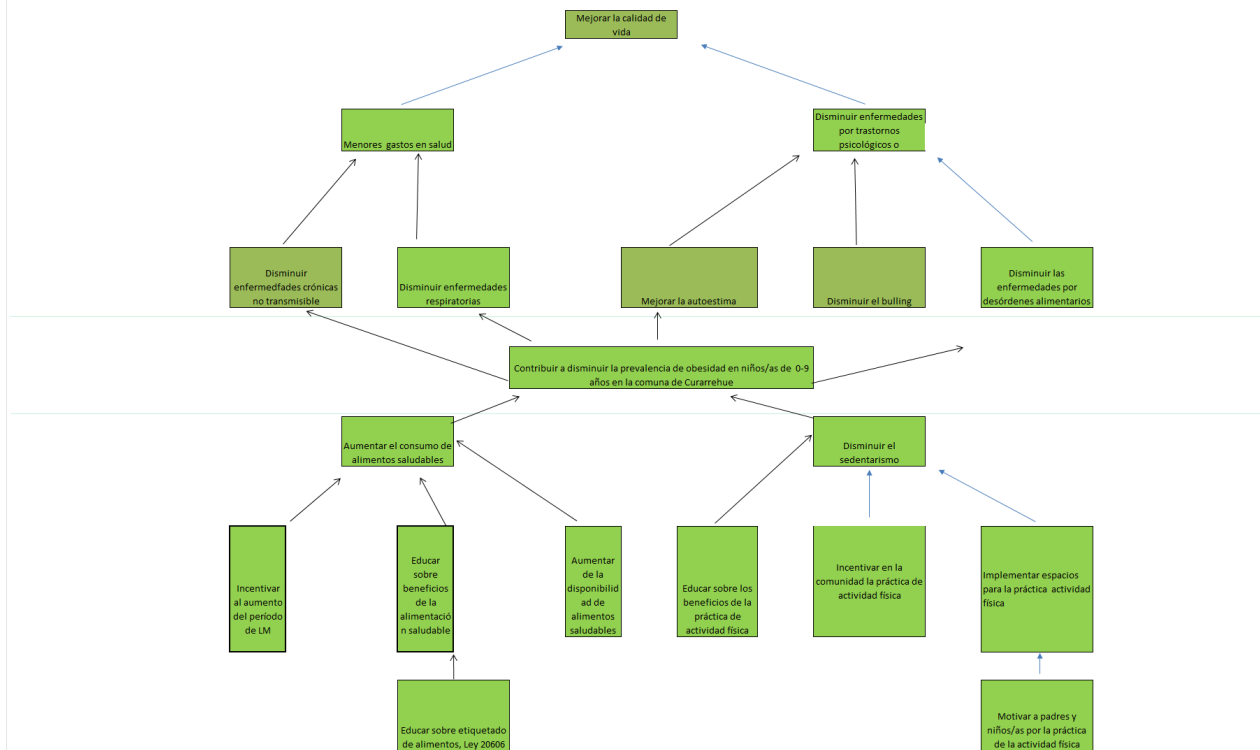 Mejorar la calidad de
vida
Menores  gastos en salud
Disminuir enfermedades
por trastornos
psicológicos o
Disminuir
enfermedfades crónicas
no transmisible
Disminuir enfermedades
respiratorias
Mejorar la autoestima
Disminuir el bulling
Disminuir las
enfermedades por
desórdenes alimentarios
Contribuir a disminuir la prevalencia de obesidad en niños/as de  0-9
años en la comuna de Curarrehue
Aumentar el consumo de
alimentos saludables
Disminuir el
sedentarismo
Incentivar
al aumento
del período
de LM
Educar
sobre
beneficios
de la
alimentació
n saludable
Aumentar
de la
disponibilid
ad de
alimentos
saludables
Educar sobre los
beneficios de la
práctica de
actividad física
Incentivar en la
comunidad la práctica de
actividad física
Implementar espacios
para la práctica  actividad
física
Educar sobre etiquetado
de alimentos, Ley 20606
Motivar a padres y
niños/as por la práctica
de la actividad física